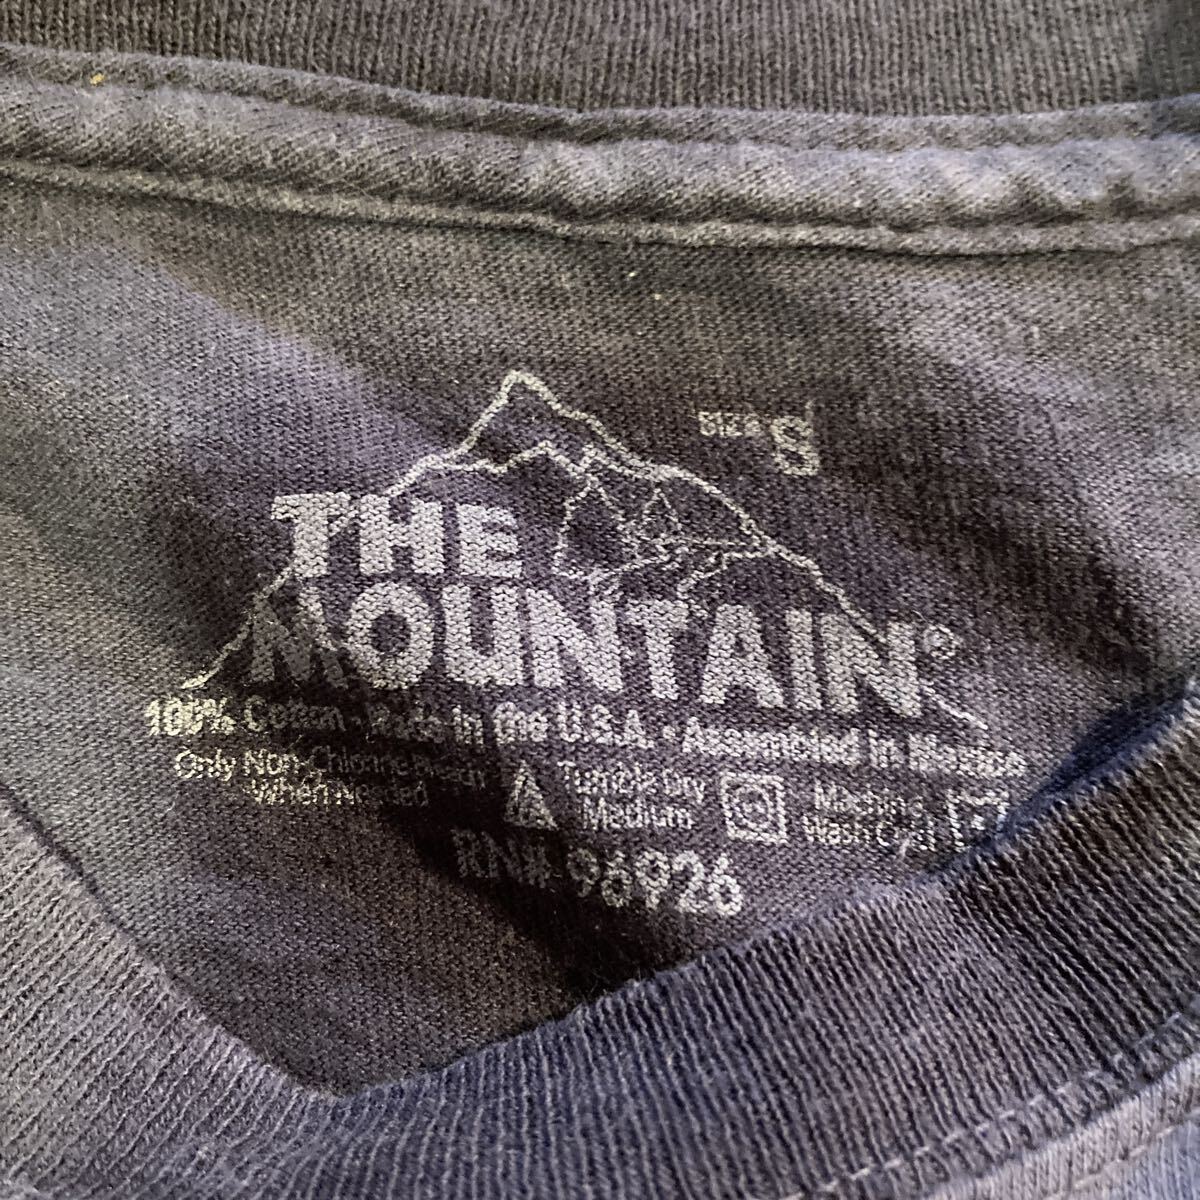 SIZE S
THE
MOUNTAIN®
100% Cotton • Made in the U.S.A. • Assembled in Mexico
Only Non-Chlorine Bleach
When Needed
Tumble Dry
Medium
Machine
Wash Cold
RN# 96926